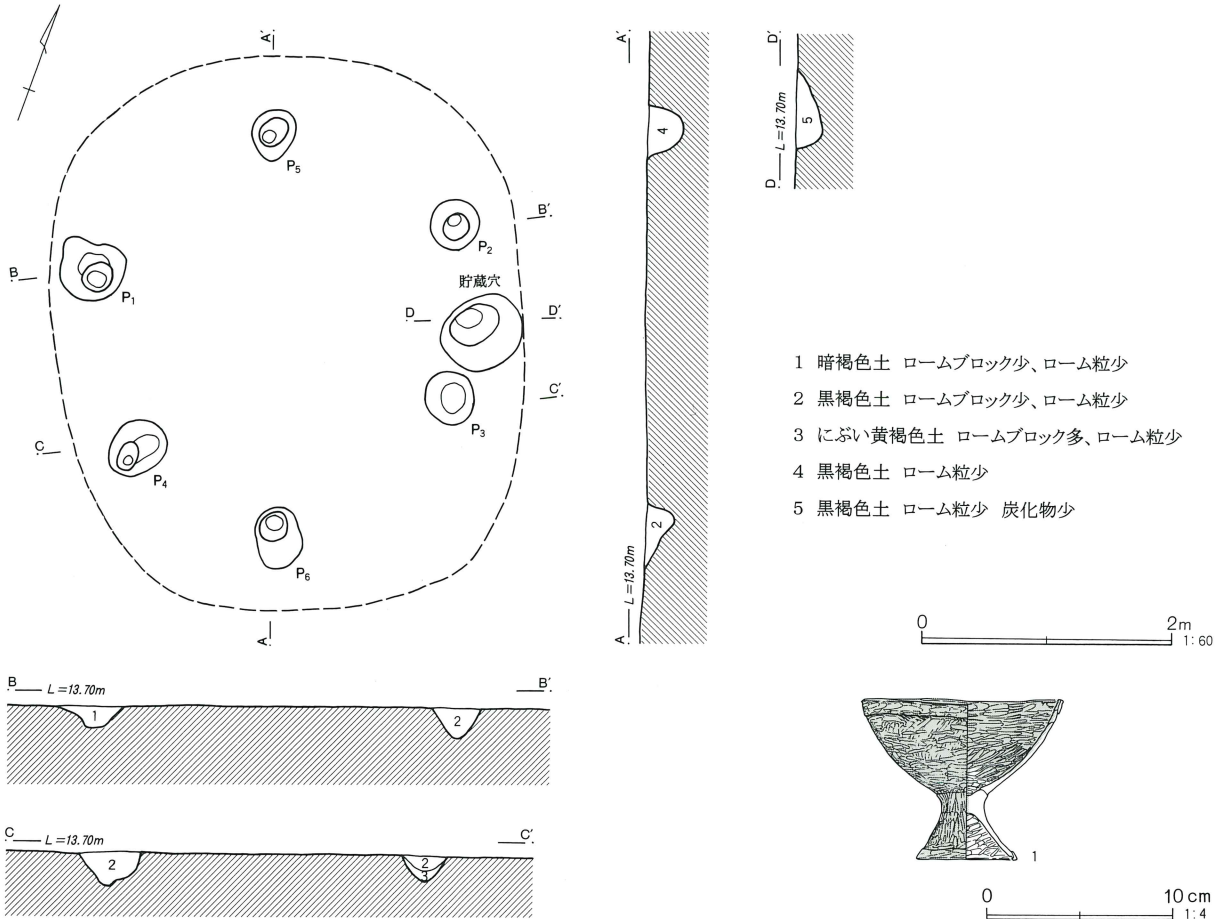 A′
P5
B′
P2
B
P1
貯蔵穴
D
D′
C′
P3
C
P4
P6
A
A′
4
2
L=13.70m
A
D′
L=13.70m
5
D
1 暗褐色土 ロームブロック少、ローム粒少
2 黒褐色土 ロームブロック少、ローム粒少
3 にぶい黄褐色土 ロームブロック多、ローム粒少
4 黒褐色土 ローム粒少
5 黒褐色土 ローム粒少 炭化物少
0 2m
1:60
B L=13.70m B′
1 2
C L=13.70m C′
2 2
3
1
0 10cm
1:4